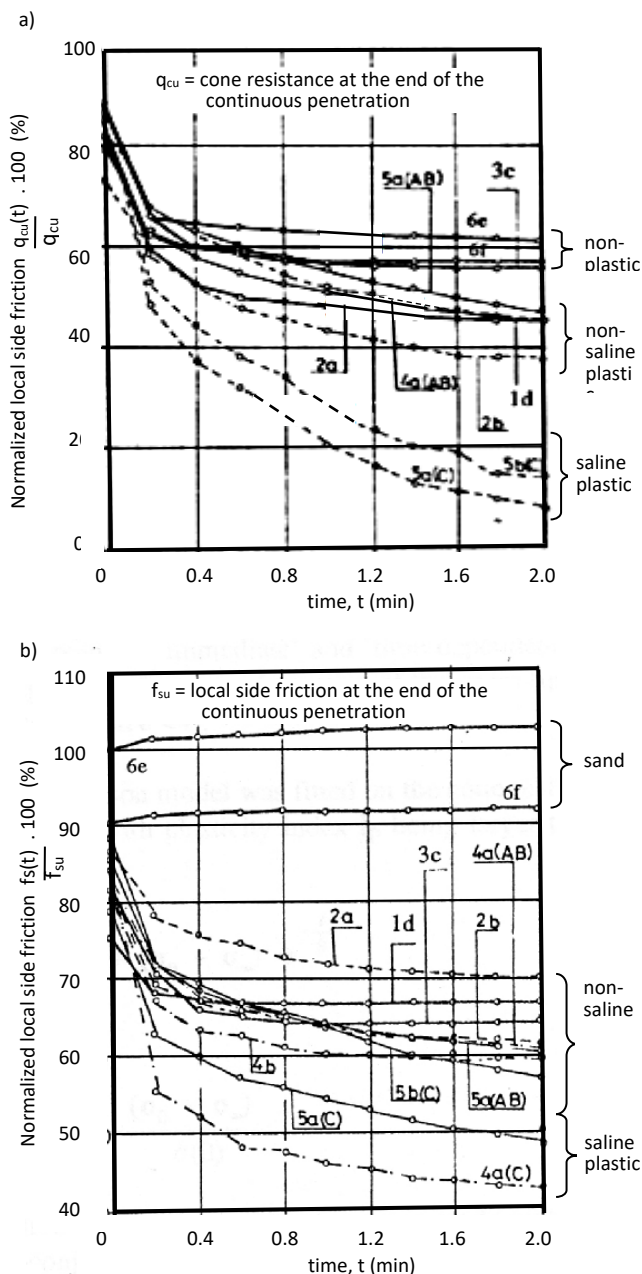 a)
100
q_cu = cone resistance at the end of the
continuous penetration
Normalized local side friction q_cu(t) . 100 (%)
q_cu
80
60
40
20
0
5a(AB)
3c
6e
6f
2a
4a(AB)
2b
1d
5b(C)
5a(C)
non-
plastic
non-
saline
plasti
saline
plastic
0
0.4
0.8
1.2
1.6
2.0
time, t (min)
b)
110
f_su = local side friction at the end of the
continuous penetration
Normalized local side friction fs(t) . 100 (%)
f_su
100
90
80
70
60
50
40
6e
6f
sand
4a(AB)
3c
2a
1d
2b
non-
saline
4b
5b(C)
5a(AB)
5a(C)
4a(C)
saline
plastic
0
0.4
0.8
1.2
1.6
2.0
time, t (min)